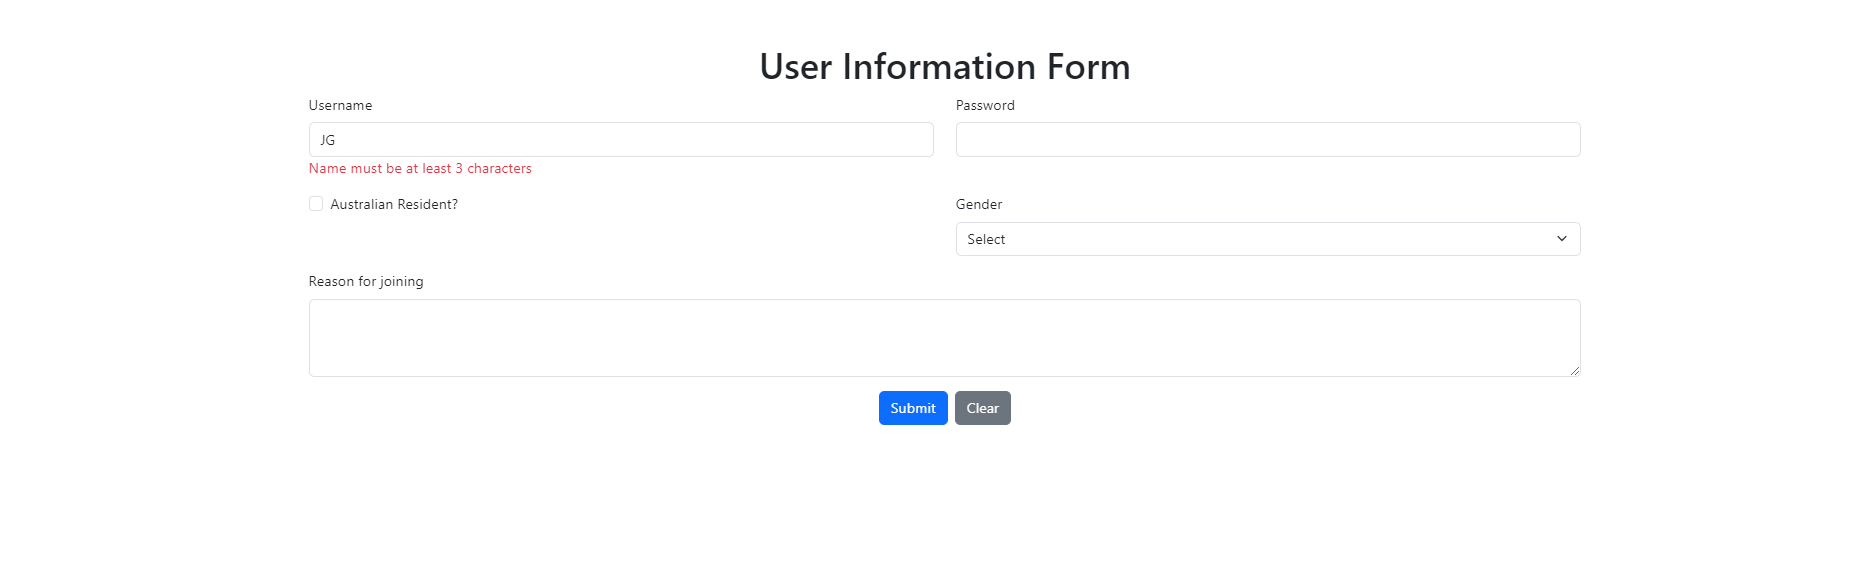 User Information Form
Username
Password
JG
Name must be at least 3 characters
Australian Resident?
Gender
Select
Reason for joining
Submit
Clear